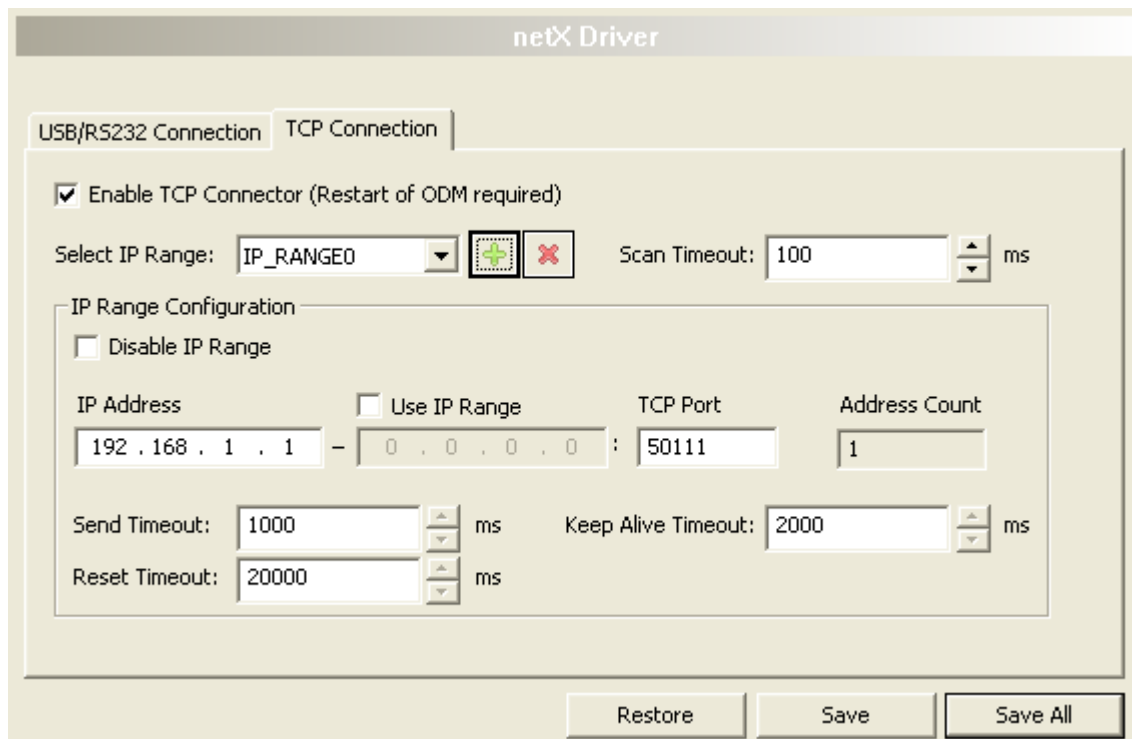 netX Driver
USB/RS232 Connection TCP Connection
Enable TCP Connector (Restart of ODM required)
Select IP Range: IP_RANGE0 Scan Timeout: 100 ms
IP Range Configuration
Disable IP Range
IP Address Use IP Range TCP Port Address Count
192 . 168 . 1 . 1 – 0 . 0 . 0 . 0 : 50111 1
Send Timeout: 1000 ms Keep Alive Timeout: 2000 ms
Reset Timeout: 20000 ms
Restore Save Save All